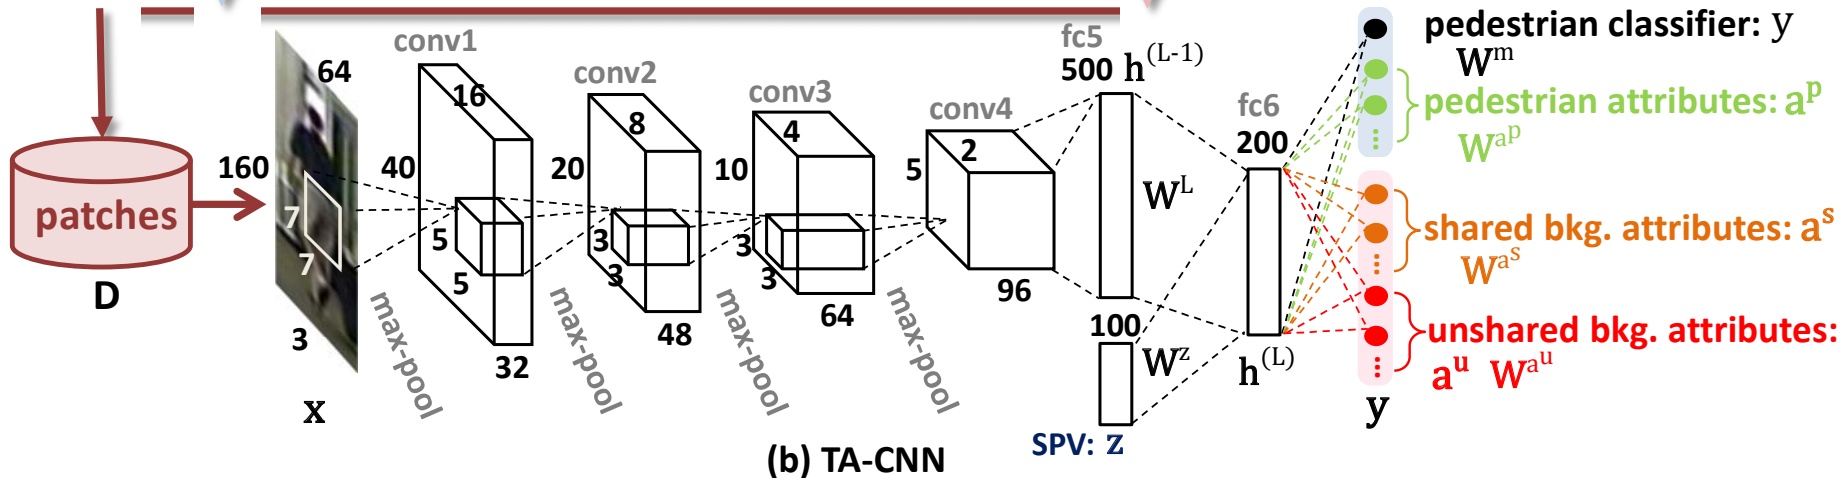 patches
D
160
64
7
7
3
x
conv1
16
40
5
5
32
max-pool
conv2
8
20
3
3
48
max-pool
conv3
4
10
3
3
64
max-pool
conv4
2
5
96
max-pool
fc5
500 h(L-1)
W^L
100
W^z
SPV: z
fc6
200
h(L)
pedestrian classifier: y
W^m
pedestrian attributes: a^p
W^a^p
shared bkg. attributes: a^s
W^a^s
unshared bkg. attributes:
a^u W^a^u
y
(b) TA-CNN